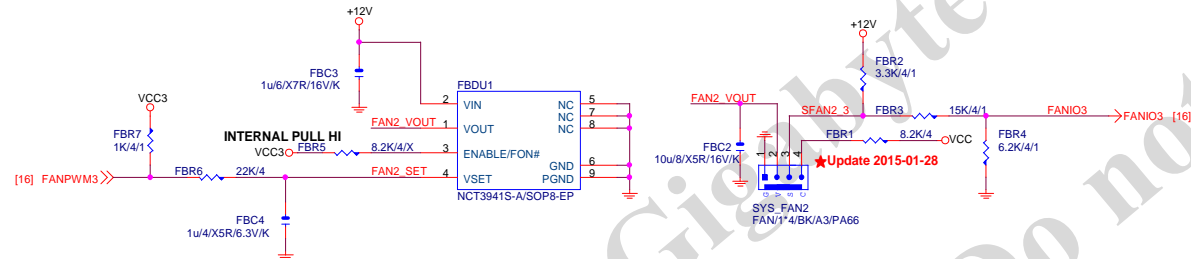 +12V
FBC3
1u/6/X7R/16V/K
FBDU1
2 VIN
FAN2_VOUT 1 VOUT
INTERNAL PULL HI
VCC3 FBR5 8.2K/4/X 3 ENABLE/FON#
FAN2_SET 4 VSET
NC 5
NC 7
NC 8
GND 6
PGND 9
NCT3941S-A/SOP8-EP
VCC3
FBR7
1K/4/1
[16] FANPWM3
FBR6 22K/4
FBC4
1u/4/X5R/6.3V/K
+12V
FBR2
3.3K/4/1
FAN2_VOUT
SFAN2_3
FBR3 15K/4/1
FANIO3
FANIO3 [16]
FBR1 8.2K/4
VCC
FBR4
6.2K/4/1
FBC2
10u/8/X5R/16V/K
1 2 3 4
★Update 2015-01-28
G V S C
SYS_FAN2
FAN/1*4/BK/A3/PA66
Gigabyte
Do not